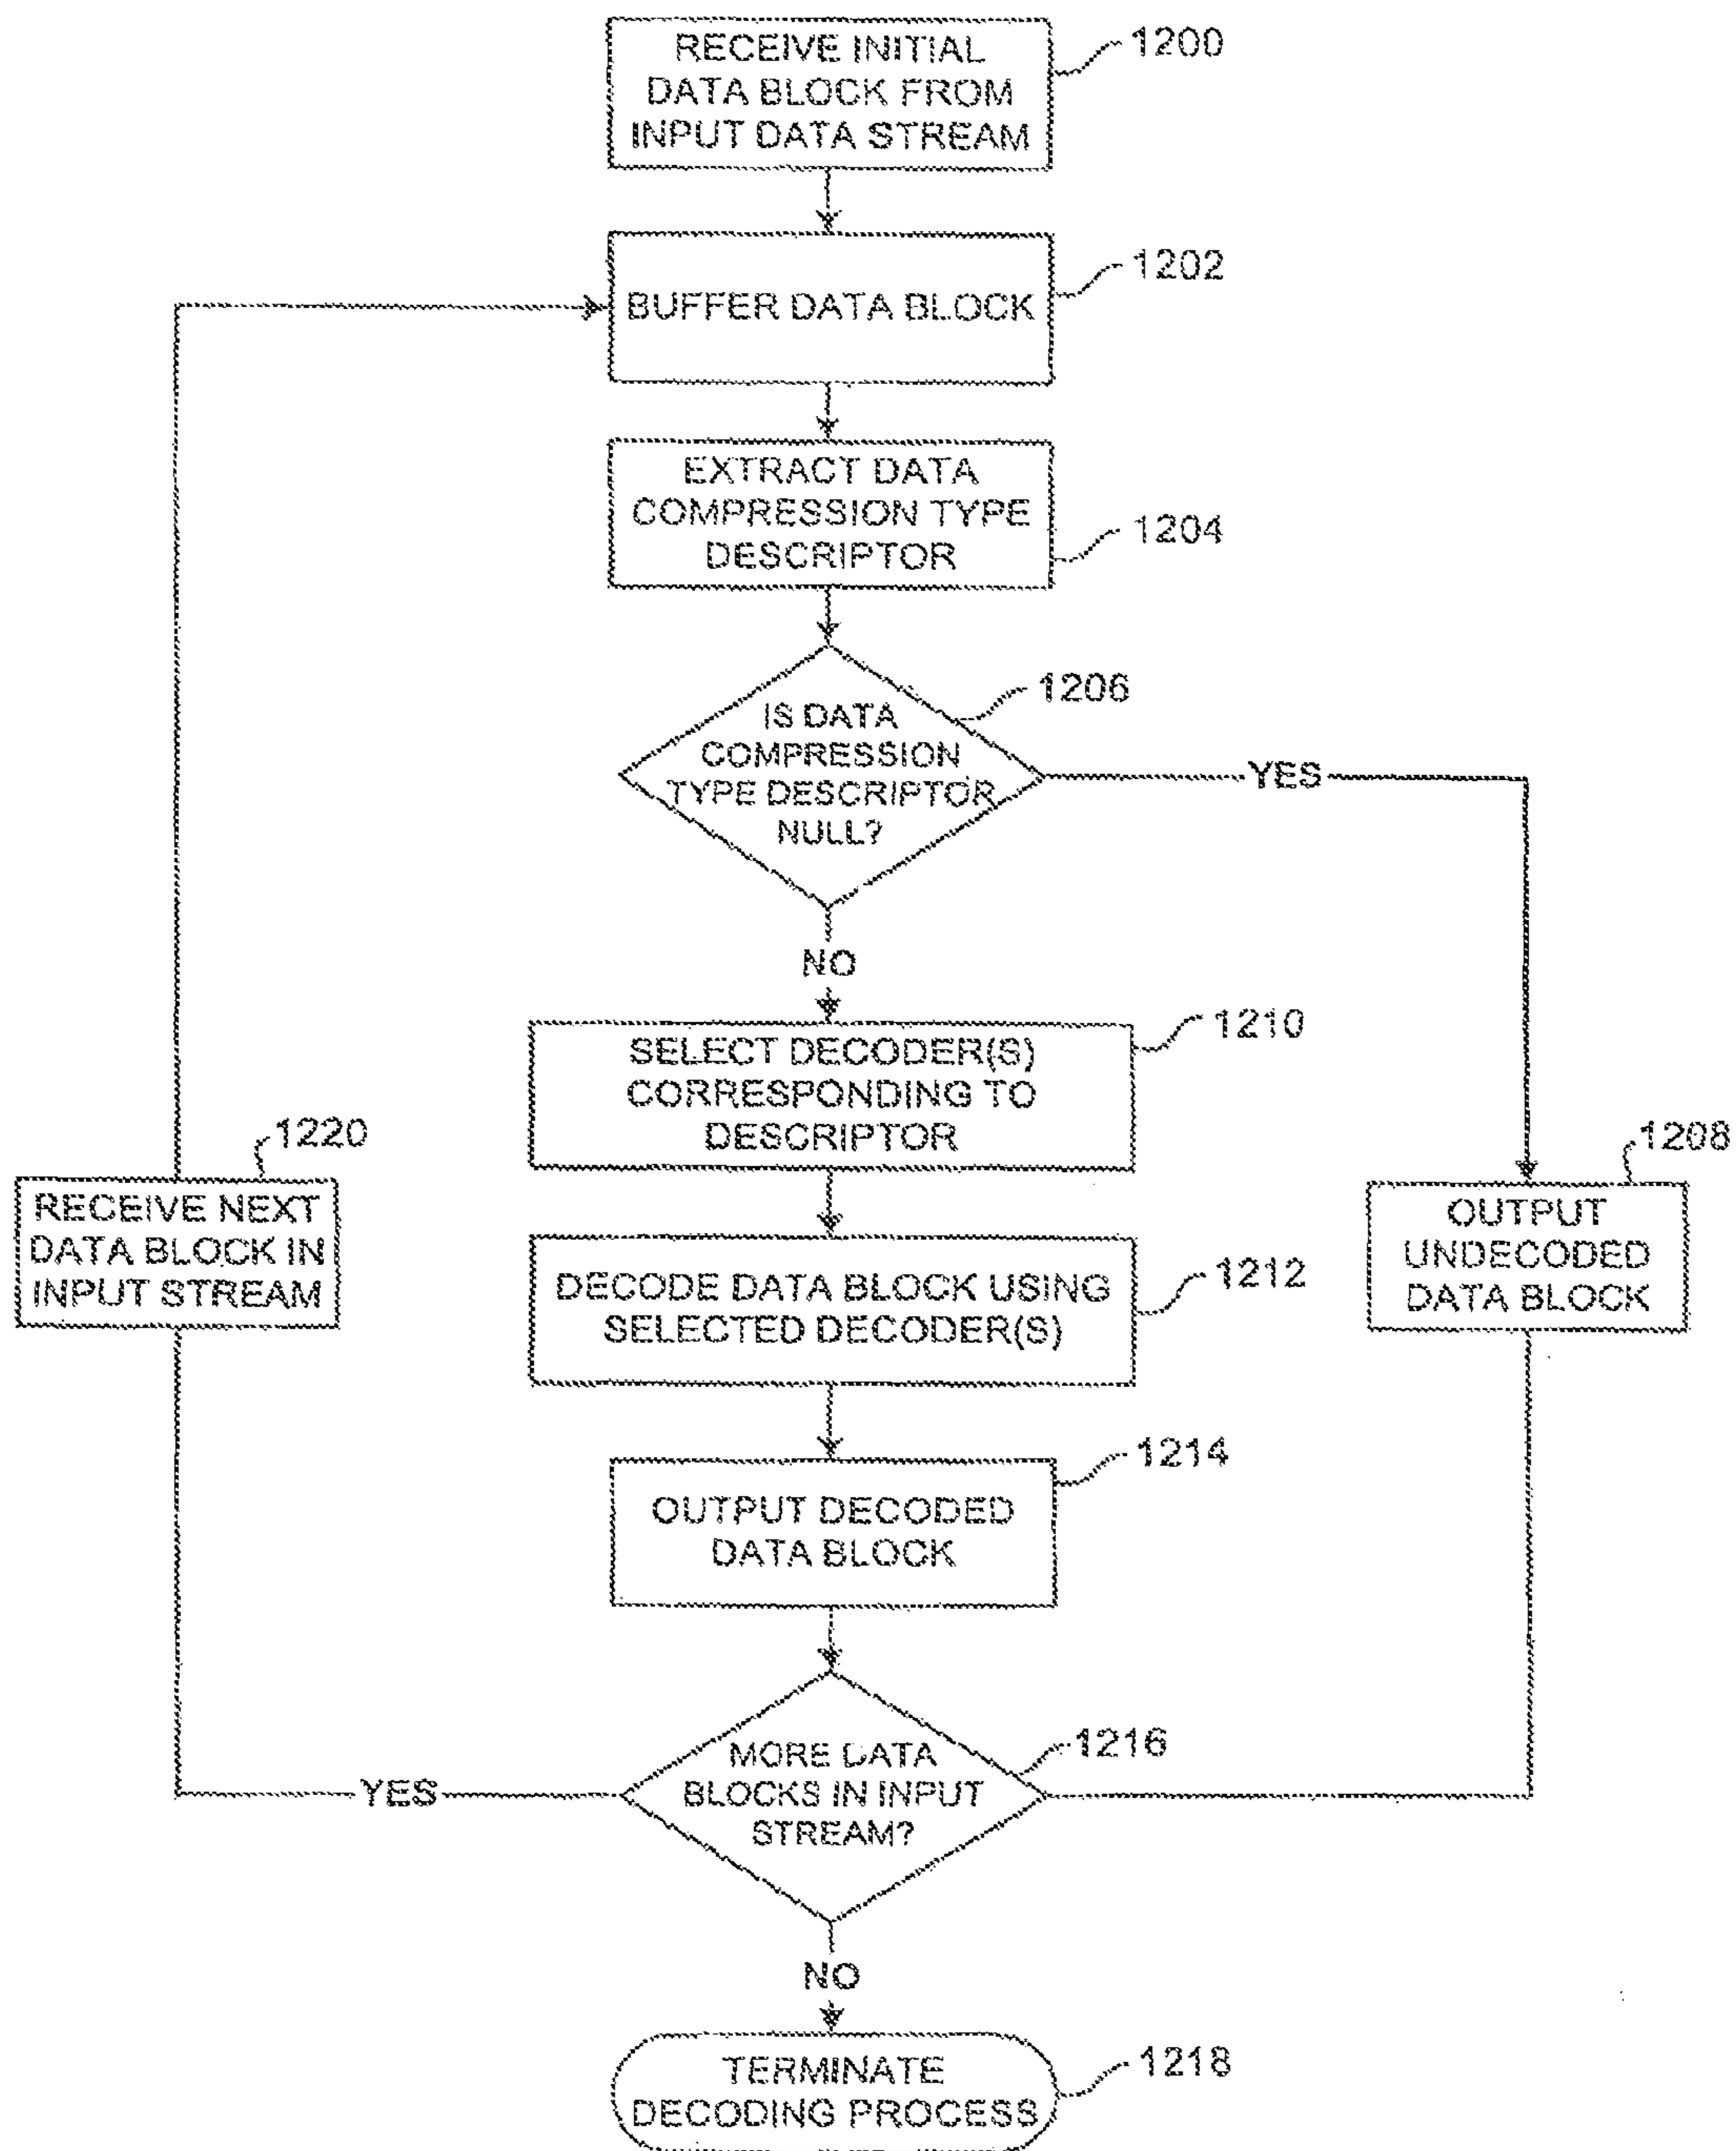 RECEIVE INITIAL
DATA BLOCK FROM
INPUT DATA STREAM
1200
BUFFER DATA BLOCK
1202
EXTRACT DATA
COMPRESSION TYPE
DESCRIPTOR
1204
IS DATA
COMPRESSION
TYPE DESCRIPTOR
NULL?
1206
YES
NO
SELECT DECODER(S)
CORRESPONDING TO
DESCRIPTOR
1210
1220
RECEIVE NEXT
DATA BLOCK IN
INPUT STREAM
1208
OUTPUT
UNDECODED
DATA BLOCK
DECODE DATA BLOCK USING
SELECTED DECODER(S)
1212
OUTPUT DECODED
DATA BLOCK
1214
MORE DATA
BLOCKS IN INPUT
STREAM?
1216
YES
NO
TERMINATE
DECODING PROCESS
1218